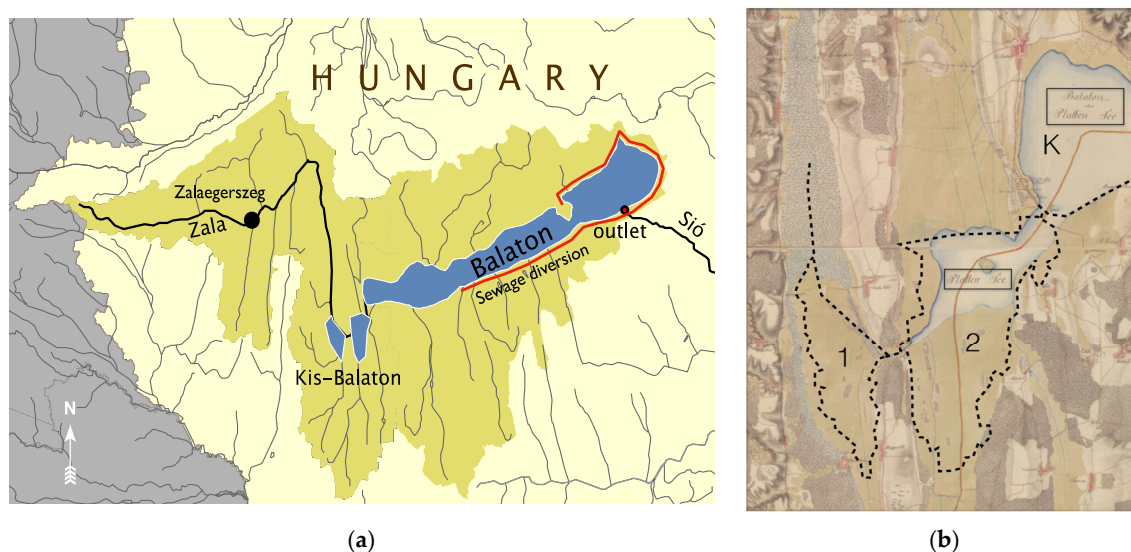 HUNGARY
Zalaegerszeg
Zala
Balaton
Sewage diversion
outlet
Sió
Kis-Balaton
N
(a)
Balaton
Platten See
K
Platten See
1
2
(b)